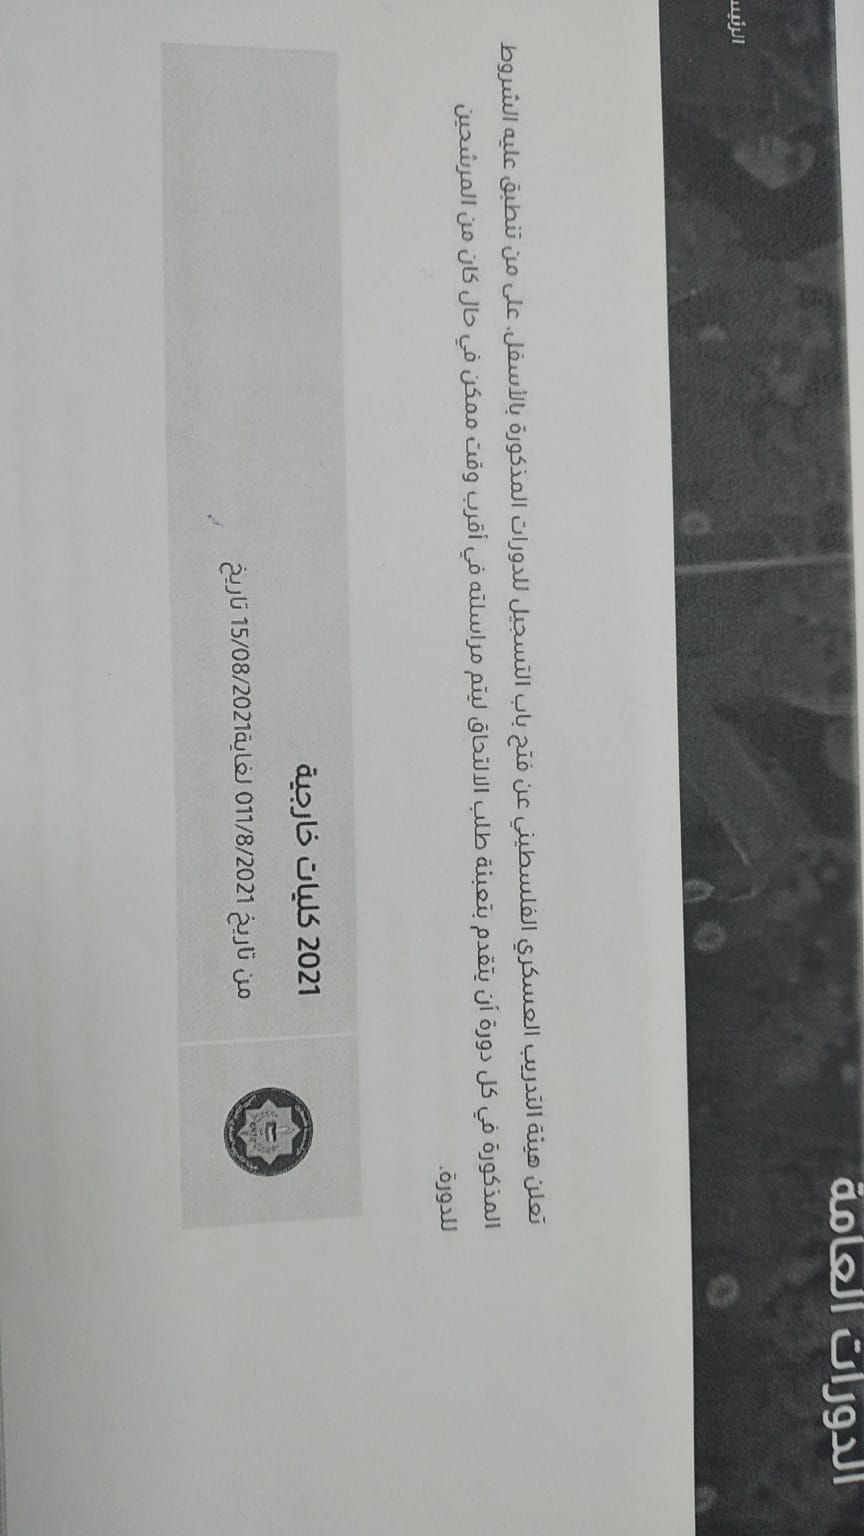 الدورات العامة
تعلن هيئة التدريب العسكري الفلسطيني عن فتح باب التسجيل للدورات المذكورة بالأسفل. على من تنطبق عليه الشروط
المذكورة في كل دورة أن يتقدم بتعبئة طلب الالتحاق ليتم مراسلته في أقرب وقت ممكن في حال كان من المرشحين
للدورة.
2021 كليات خارجية
من تاريخ 011/8/2021 لغاية15/08/2021 تاريخ